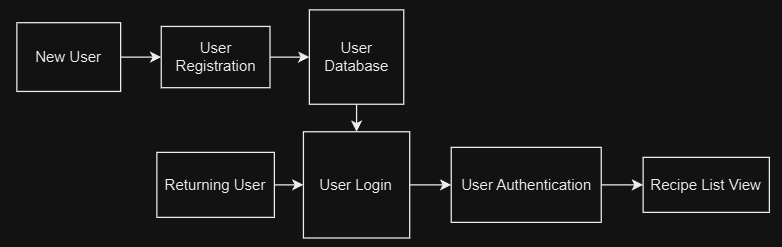 New User
User
Registration
User
Database
Returning User
User Login
User Authentication
Recipe List View